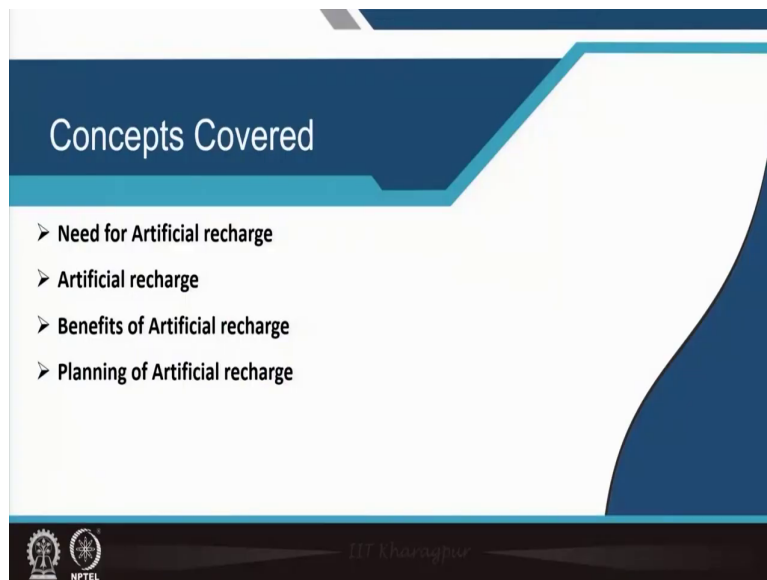 Concepts Covered
➢ Need for Artificial recharge
➢ Artificial recharge
➢ Benefits of Artificial recharge
➢ Planning of Artificial recharge
IIT Kharagpur
NPTEL